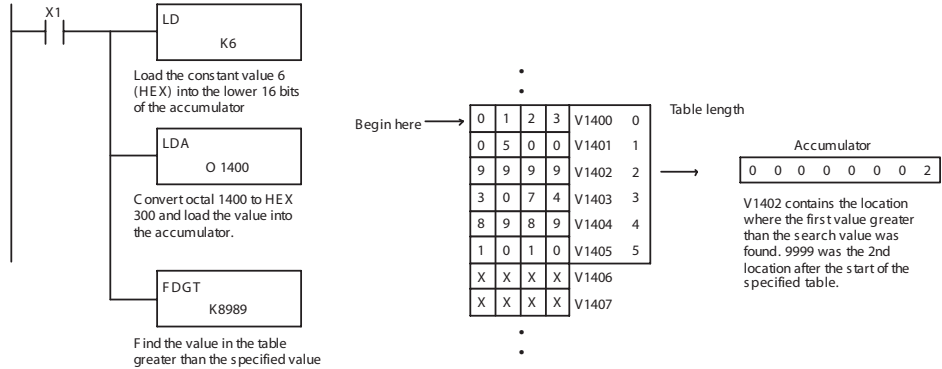 X1
LD
K6
Load the constant value 6
(HEX) into the lower 16 bits
of the accumulator
LDA
O 1400
Convert octal 1400 to HEX
300 and load the value into
the accumulator.
FDGT
K8989
Find the value in the table
greater than the specified value
Begin here
0 1 2 3 V1400 0
0 5 0 0 V1401 1
9 9 9 9 V1402 2
3 0 7 4 V1403 3
8 9 8 9 V1404 4
1 0 1 0 V1405 5
X X X X V1406
X X X X V1407
Table length
Accumulator
0 0 0 0 0 0 0 2
V1402 contains the location
where the first value greater
than the search value was
found. 9999 was the 2nd
location after the start of the
specified table.